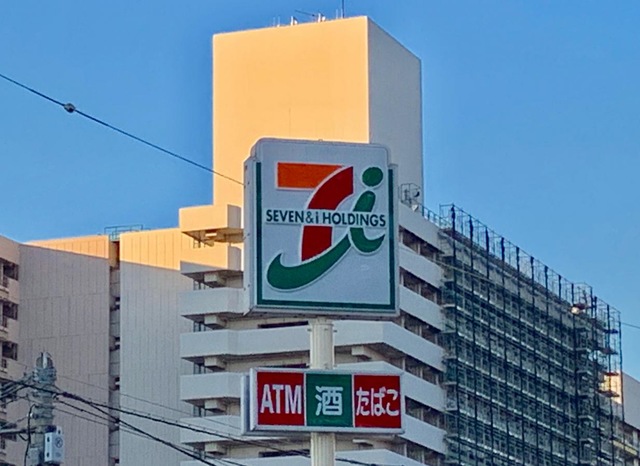 SEVEN&i HOLDINGS
ATM 酒 たばこ